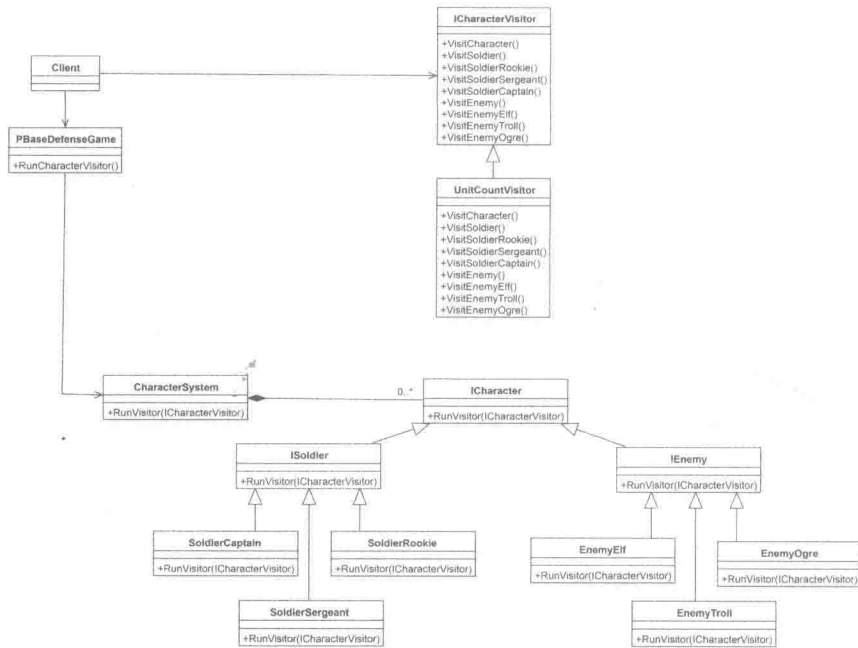 ICharacterVisitor
+VisitCharacter()
+VisitSoldier()
+VisitSoldierRookie()
+VisitSoldierSergeant()
+VisitSoldierCaptain()
+VisitEnemy()
+VisitEnemyElf()
+VisitEnemyTroll()
+VisitEnemyOgre()
Client
PBaseDefenseGame
+RunCharacterVisitor()
UnitCountVisitor
+VisitCharacter()
+VisitSoldier()
+VisitSoldierRookie()
+VisitSoldierSergeant()
+VisitSoldierCaptain()
+VisitEnemy()
+VisitEnemyElf()
+VisitEnemyTroll()
+VisitEnemyOgre()
CharacterSystem
+RunVisitor(ICharacterVisitor)
0..*
ICharacter
+RunVisitor(ICharacterVisitor)
ISoldier
+RunVisitor(ICharacterVisitor)
IEnemy
+RunVisitor(ICharacterVisitor)
SoldierCaptain
+RunVisitor(ICharacterVisitor)
SoldierRookie
+RunVisitor(ICharacterVisitor)
EnemyElf
+RunVisitor(ICharacterVisitor)
EnemyOgre
+RunVisitor(ICharacterVisitor)
SoldierSergeant
+RunVisitor(ICharacterVisitor)
EnemyTroll
+RunVisitor(ICharacterVisitor)